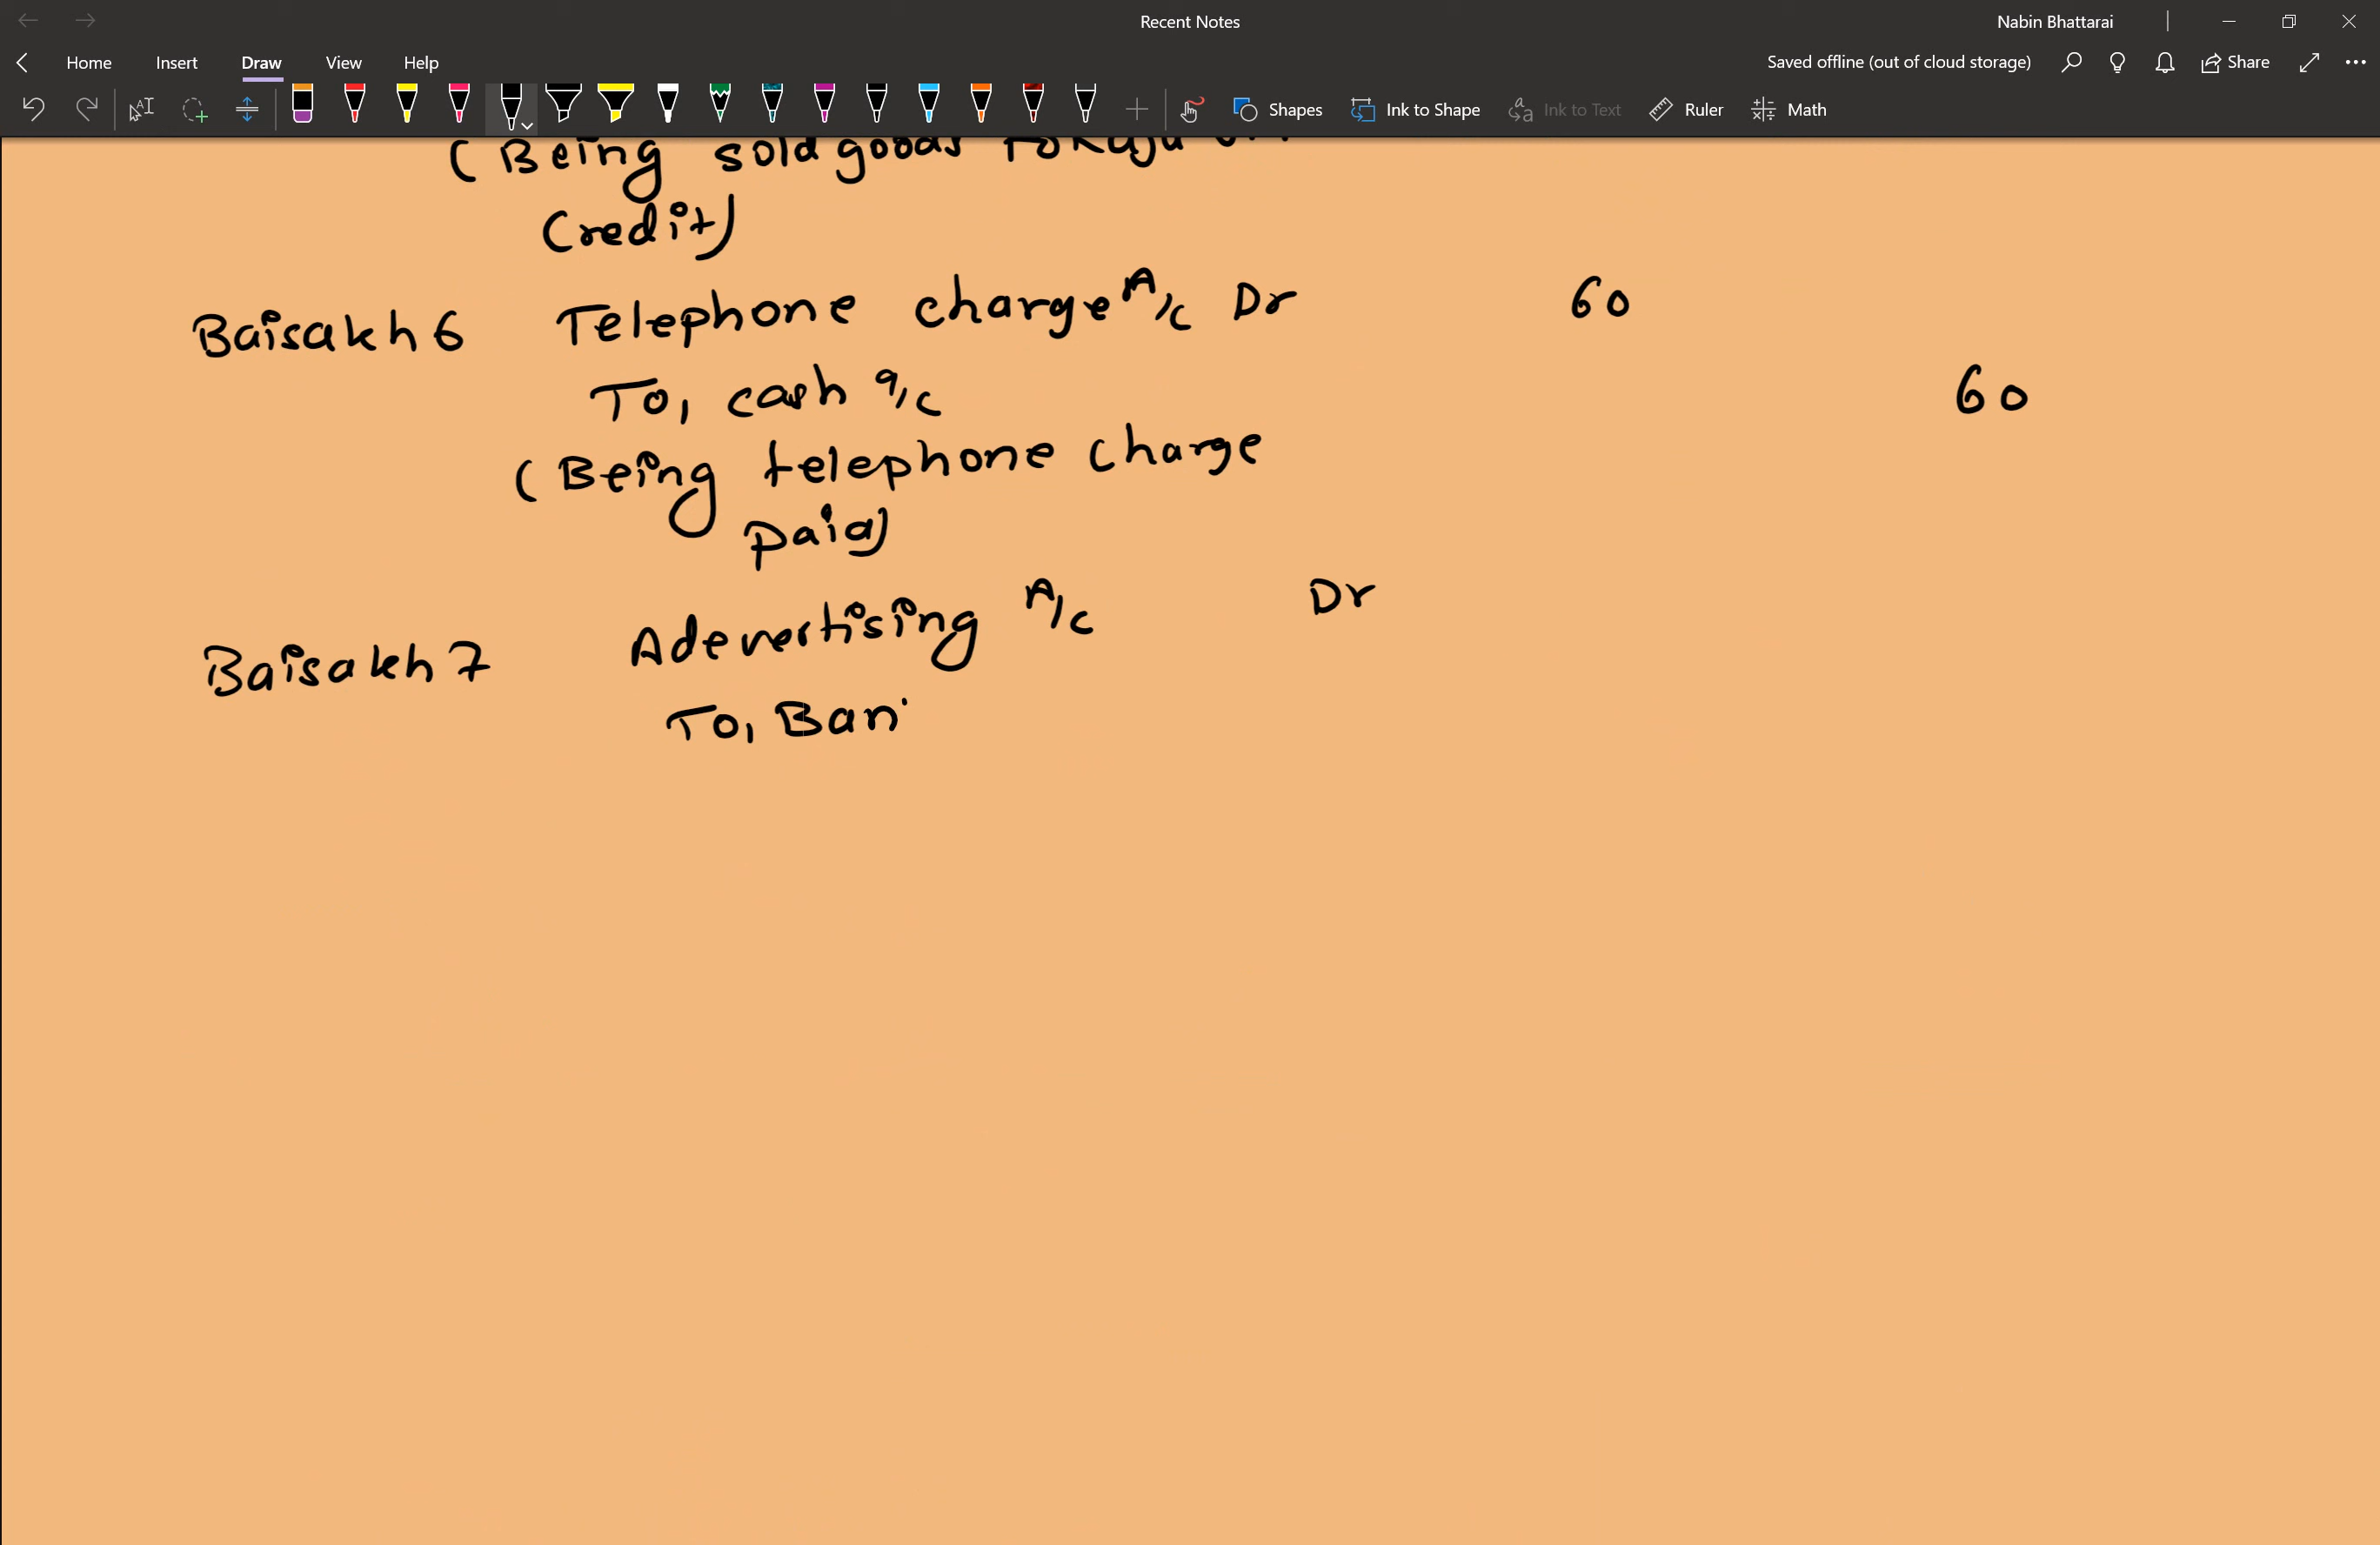 Recent Notes
Nabin Bhattarai
Home Insert Draw View Help
Saved offline (out of cloud storage)
Share
Shapes Ink to Shape Ink to Text Ruler Math
(Being sold goods to Raju
Credit)
Baisakh 6 Telephone charge A/c Dr 60
To, cash a/c 60
(Being telephone charge
paid)
Baisakh 7 Adevertising A/c Dr
To, Ban